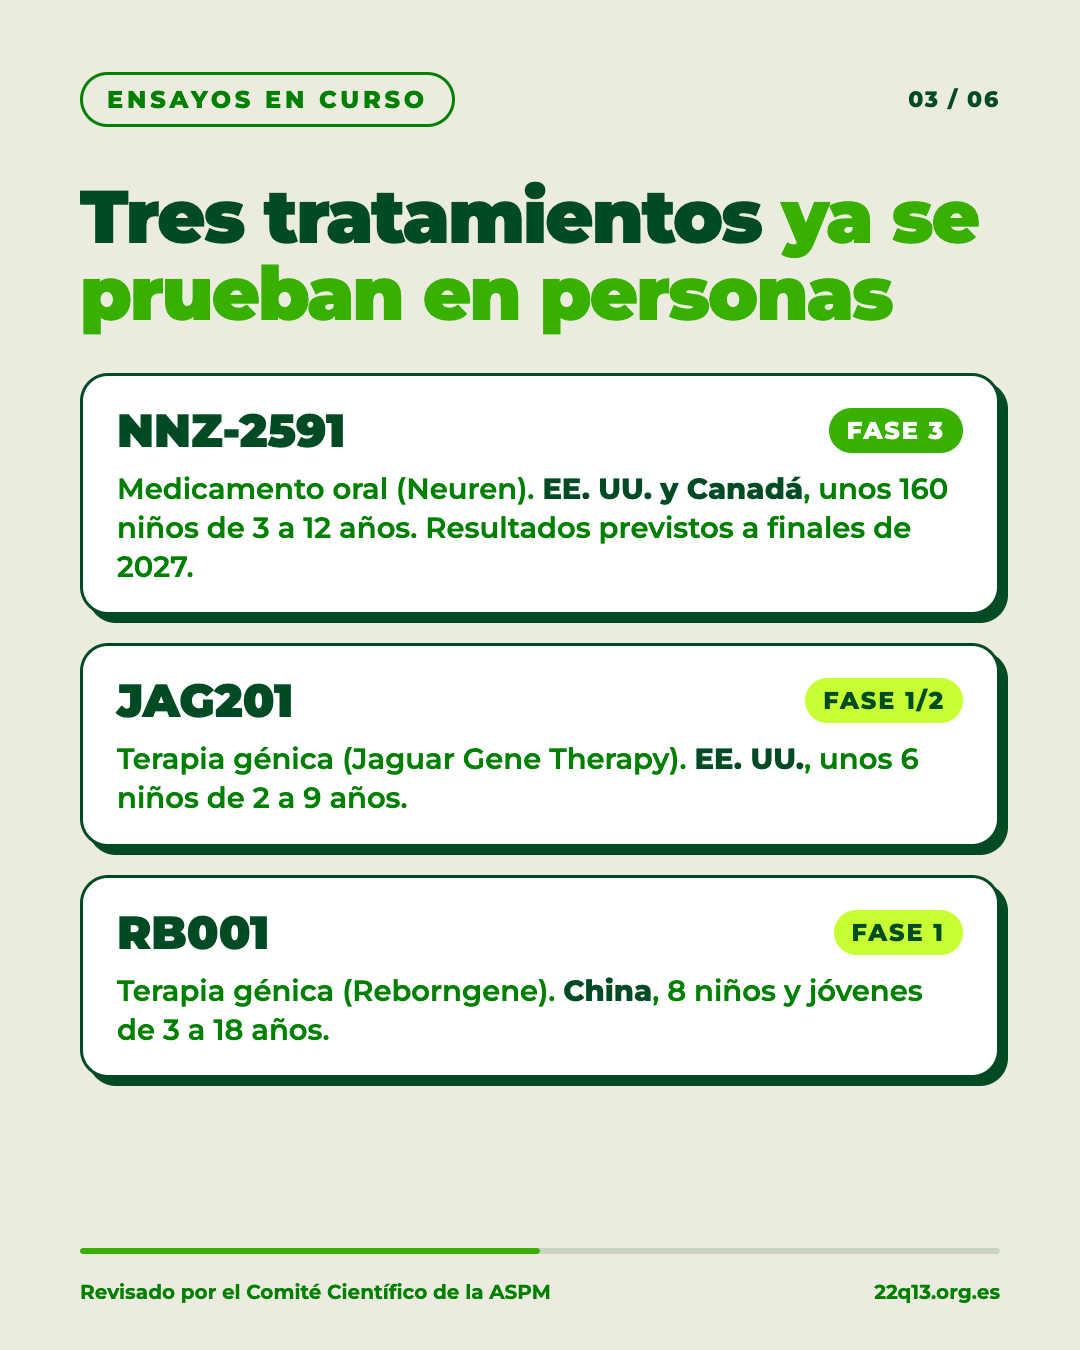 ENSAYOS EN CURSO
03 / 06
Tres tratamientos ya se
prueban en personas
NNZ-2591
FASE 3
Medicamento oral (Neuren). EE. UU. y Canadá, unos 160
niños de 3 a 12 años. Resultados previstos a finales de
2027.
JAG201
FASE 1/2
Terapia génica (Jaguar Gene Therapy). EE. UU., unos 6
niños de 2 a 9 años.
RB001
FASE 1
Terapia génica (Reborngene). China, 8 niños y jóvenes
de 3 a 18 años.
Revisado por el Comité Científico de la ASPM
22q13.org.es